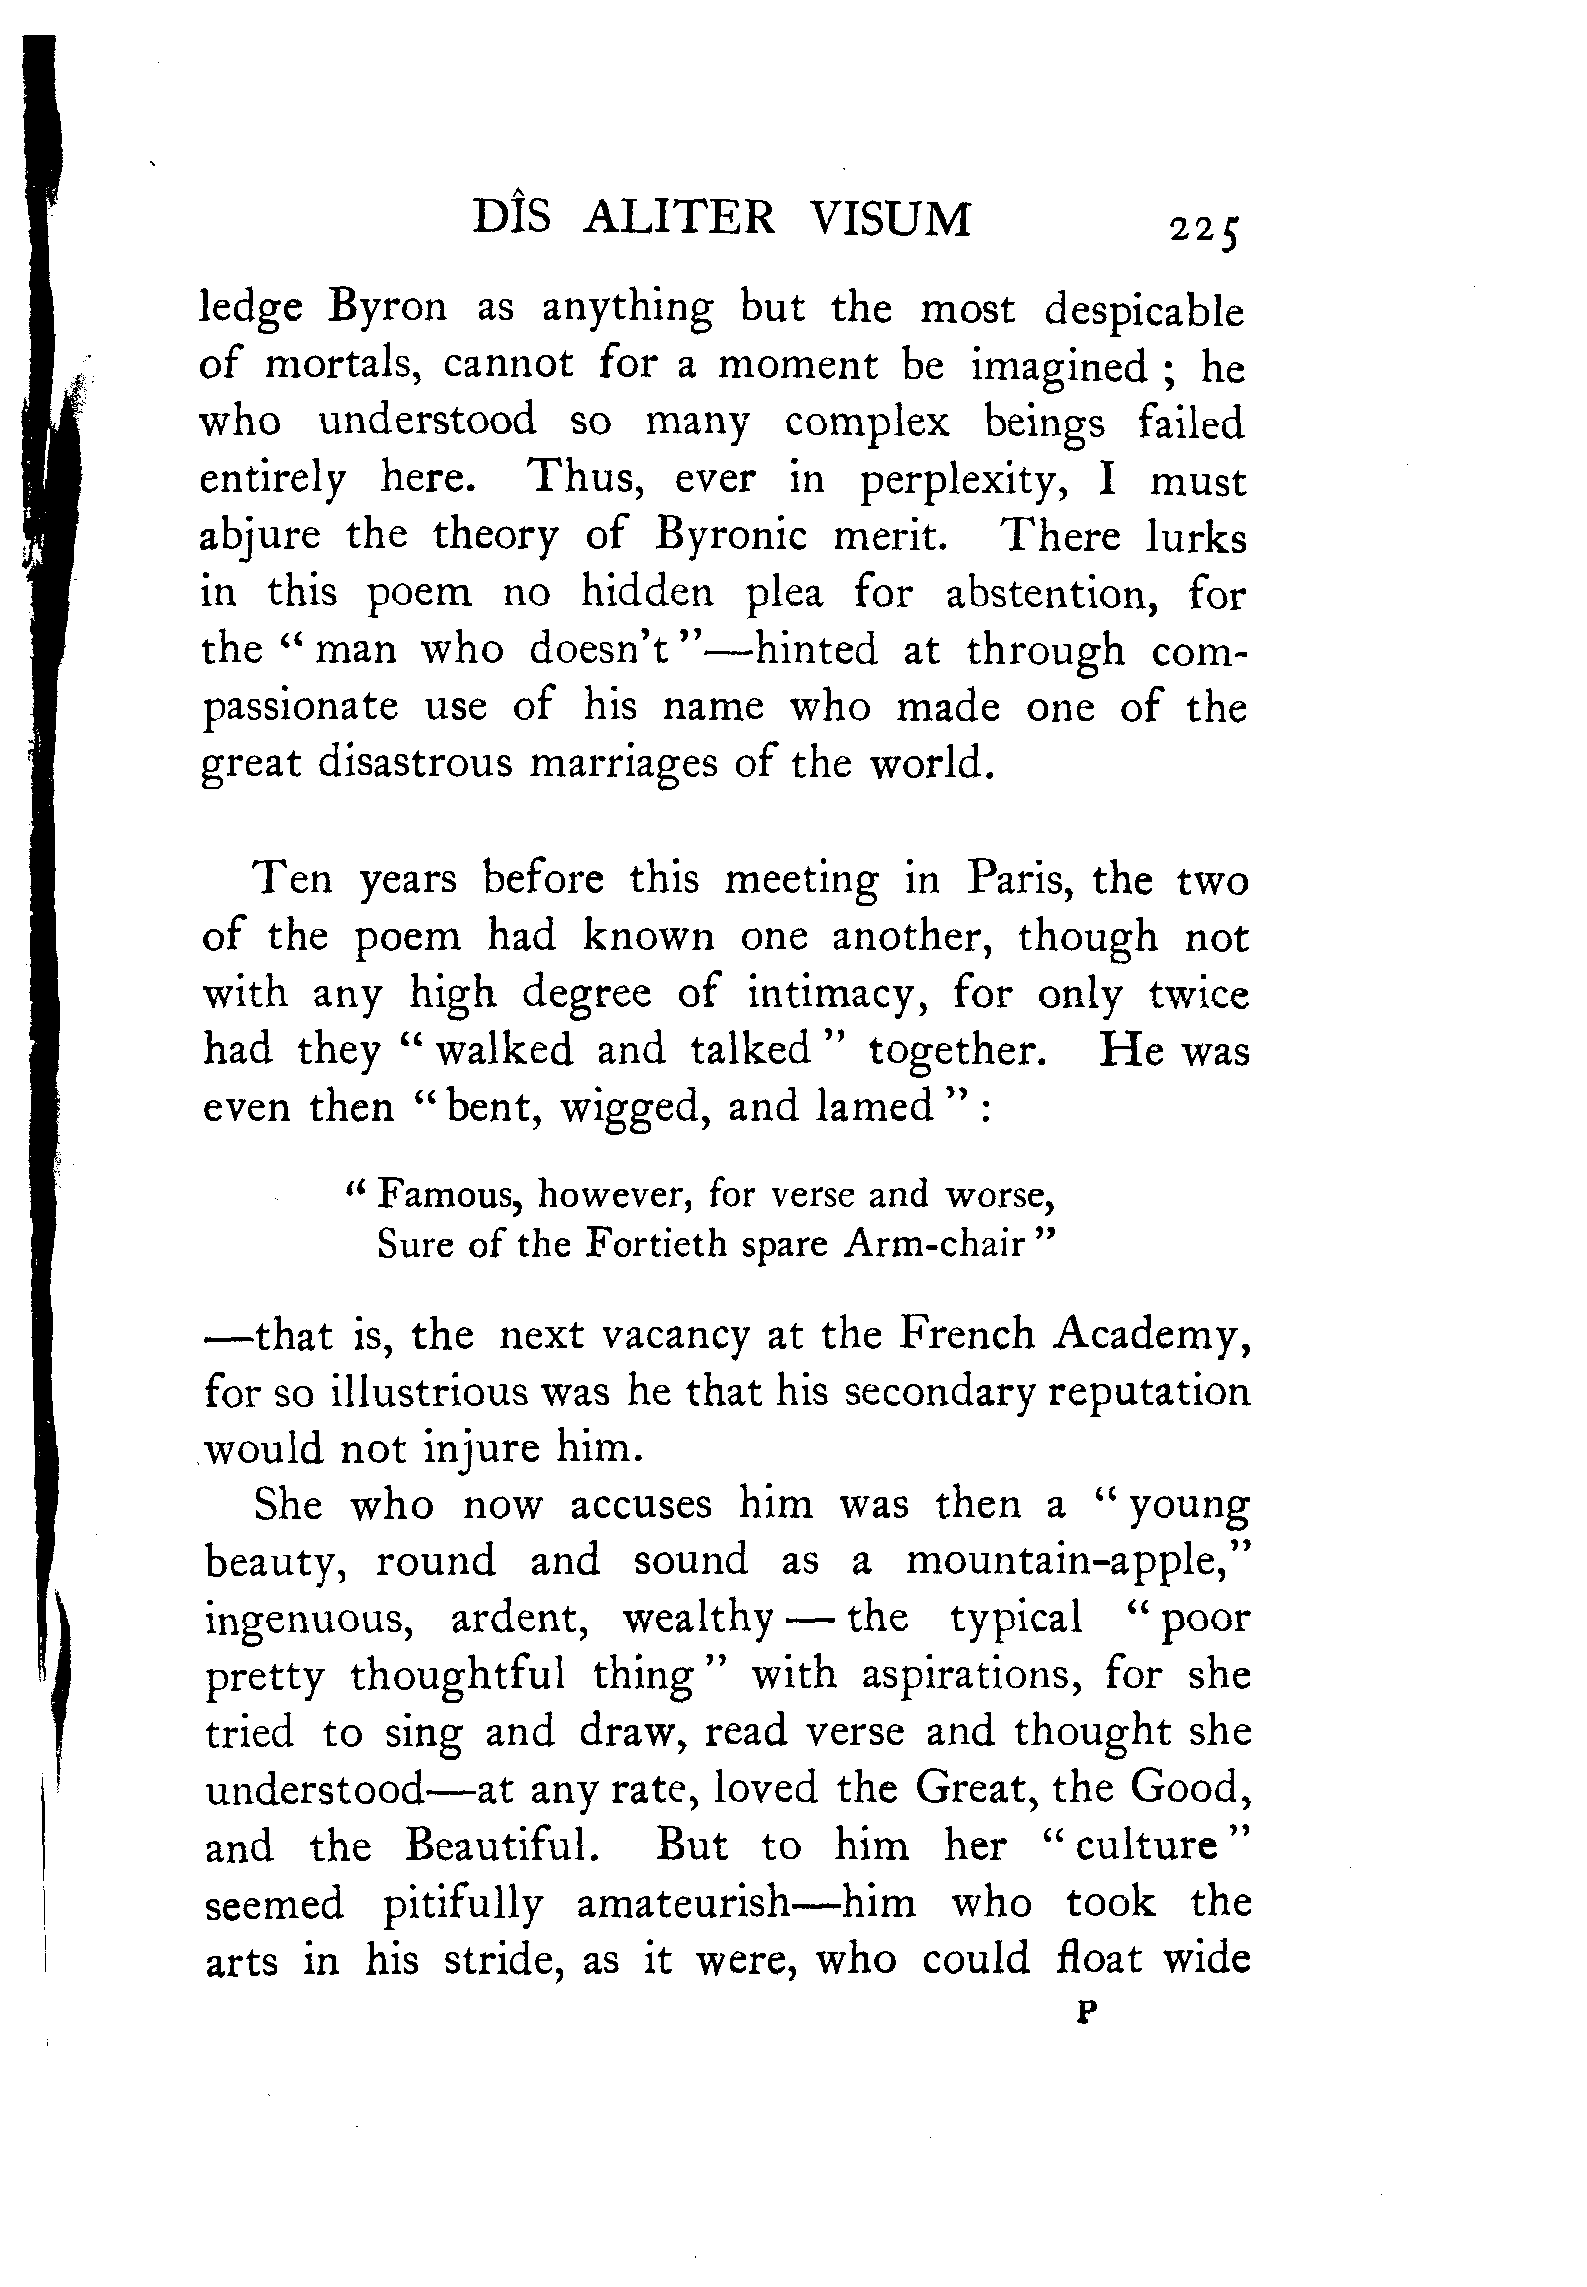 DÎS ALITER VISUM 225
ledge Byron as anything but the most despicable
of mortals, cannot for a moment be imagined ; he
who understood so many complex beings failed
entirely here. Thus, ever in perplexity, I must
abjure the theory of Byronic merit. There lurks
in this poem no hidden plea for abstention, for
the “ man who doesn't ”—hinted at through com-
passionate use of his name who made one of the
great disastrous marriages of the world.
Ten years before this meeting in Paris, the two
of the poem had known one another, though not
with any high degree of intimacy, for only twice
had they “ walked and talked ” together. He was
even then “ bent, wigged, and lamed ” :
“ Famous, however, for verse and worse,
Sure of the Fortieth spare Arm-chair ”
—that is, the next vacancy at the French Academy,
for so illustrious was he that his secondary reputation
would not injure him.
She who now accuses him was then a “ young
beauty, round and sound as a mountain-apple,”
ingenuous, ardent, wealthy — the typical “ poor
pretty thoughtful thing ” with aspirations, for she
tried to sing and draw, read verse and thought she
understood—at any rate, loved the Great, the Good,
and the Beautiful. But to him her “ culture ”
seemed pitifully amateurish—him who took the
arts in his stride, as it were, who could float wide
P